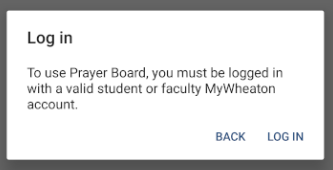 Log in
To use Prayer Board, you must be logged in
with a valid student or faculty MyWheaton
account.
BACK LOG IN